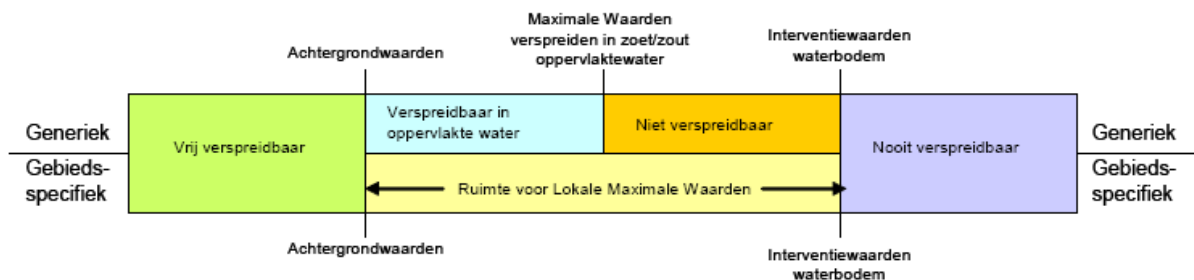 Maximale Waarden
verspreiden in zoet/zout
oppervlaktewater
Achtergrondwaarden
Interventiewaarden
waterbodem
Generiek
Gebieds-
specifiek
Vrij verspreidbaar
Verspreidbaar in
oppervlakte water
Niet verspreidbaar
Ruimte voor Lokale Maximale Waarden
Nooit verspreidbaar
Generiek
Gebieds-
specifiek
Achtergrondwaarden
Interventiewaarden
waterbodem